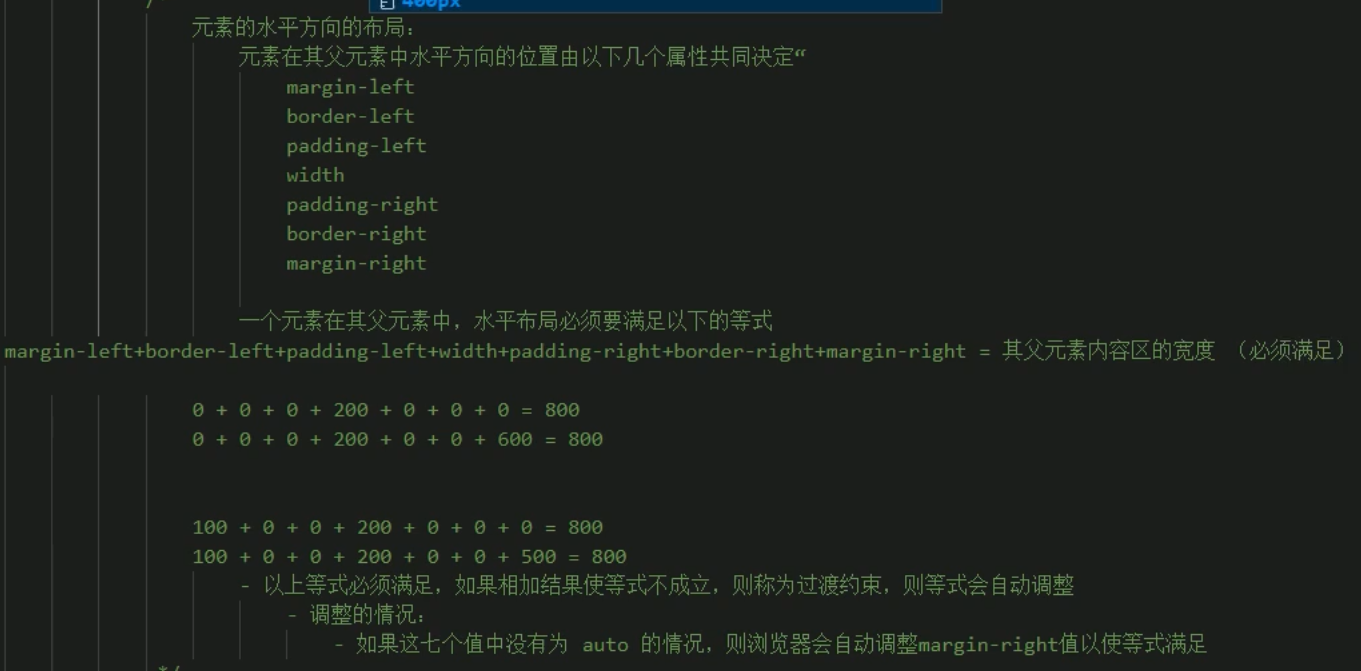 400px
元素的水平方向的布局：
元素在其父元素中水平方向的位置由以下几个属性共同决定“
margin-left
border-left
padding-left
width
padding-right
border-right
margin-right
一个元素在其父元素中，水平布局必须要满足以下的等式
margin-left+border-left+padding-left+width+padding-right+border-right+margin-right = 其父元素内容区的宽度 （必须满足）
0 + 0 + 0 + 200 + 0 + 0 + 0 = 800
0 + 0 + 0 + 200 + 0 + 0 + 600 = 800
100 + 0 + 0 + 200 + 0 + 0 + 0 = 800
100 + 0 + 0 + 200 + 0 + 0 + 500 = 800
- 以上等式必须满足，如果相加结果使等式不成立，则称为过渡约束，则等式会自动调整
- 调整的情况：
- 如果这七个值中没有为 auto 的情况，则浏览器会自动调整margin-right值以使等式满足
*/